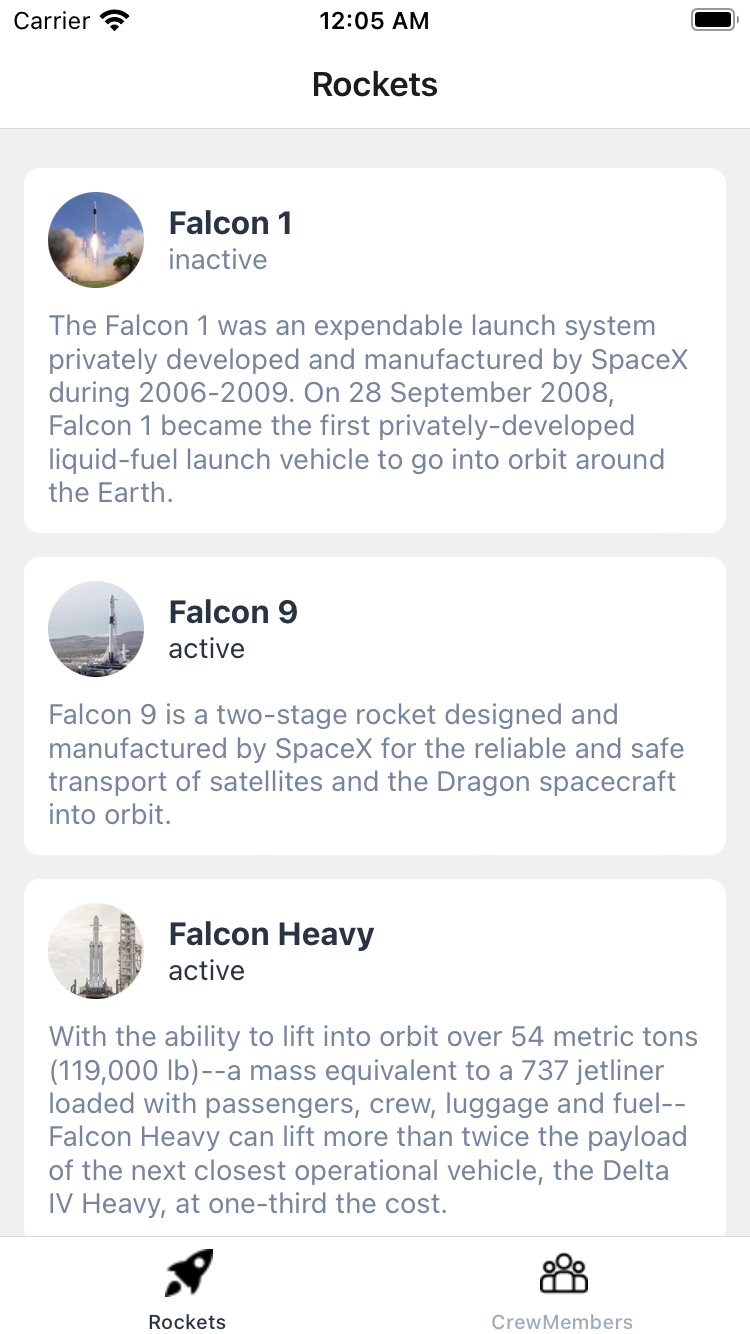 Carrier 12:05 AM
Rockets
Falcon 1
inactive
The Falcon 1 was an expendable launch system
privately developed and manufactured by SpaceX
during 2006-2009. On 28 September 2008,
Falcon 1 became the first privately-developed
liquid-fuel launch vehicle to go into orbit around
the Earth.
Falcon 9
active
Falcon 9 is a two-stage rocket designed and
manufactured by SpaceX for the reliable and safe
transport of satellites and the Dragon spacecraft
into orbit.
Falcon Heavy
active
With the ability to lift into orbit over 54 metric tons
(119,000 lb)--a mass equivalent to a 737 jetliner
loaded with passengers, crew, luggage and fuel--
Falcon Heavy can lift more than twice the payload
of the next closest operational vehicle, the Delta
IV Heavy, at one-third the cost.
Rockets CrewMembers